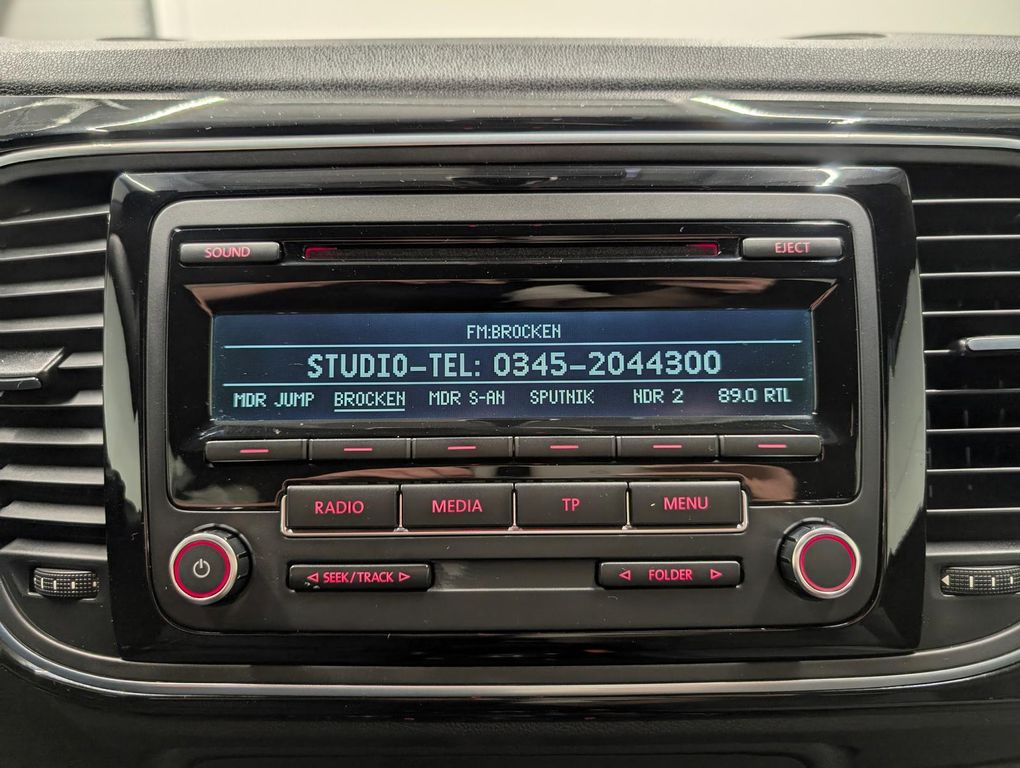 SOUND EJECT
FM:BROCKEN
STUDIO-TEL: 0345-2044300
MDR JUMP BROCKEN MDR S-AN SPUTNIK NDR 2 89.0 RTL
RADIO MEDIA TP MENU
SEEK/TRACK FOLDER